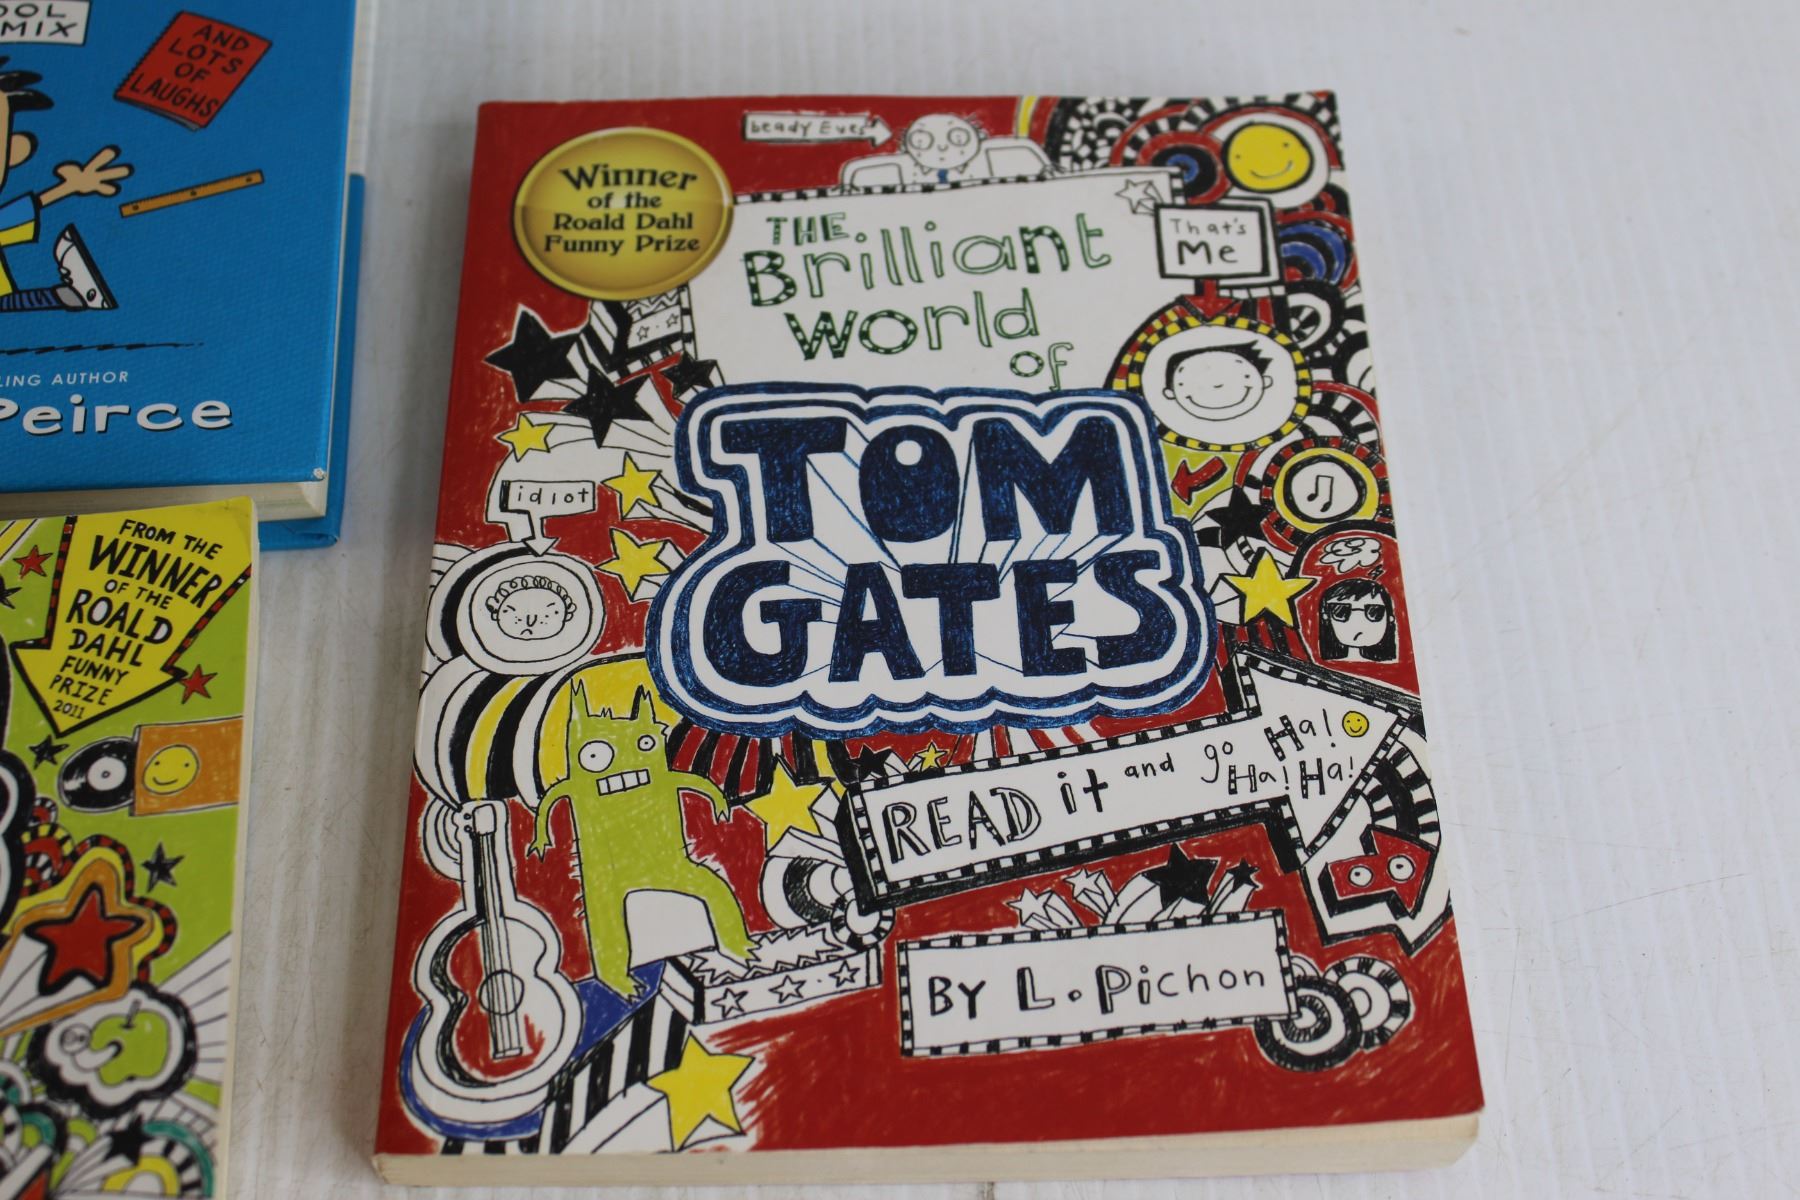 MIX
AND
LOTS
OF
LAUGHS
LING AUTHOR
Peirce
FROM THE
WINNER
OF THE
ROALD
DAHL
FUNNY
PRIZE
2011
Winner
of the
Roald Dahl
Funny Prize
beady Eyes
THE
Brilliant
World
of
That's
Me
TOM
GATES
idiot
READ it and go Ha!
Ha! Ha!
BY L. Pichon